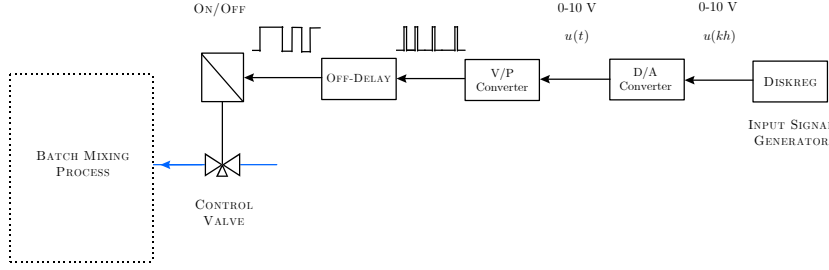 ON/OFF
0-10 V
0-10 V
u(t)
u(kh)
OFF-DELAY
V/P
Converter
D/A
Converter
DISKREG
INPUT SIGNA
GENERATOR
BATCH MIXING
PROCESS
CONTROL
VALVE